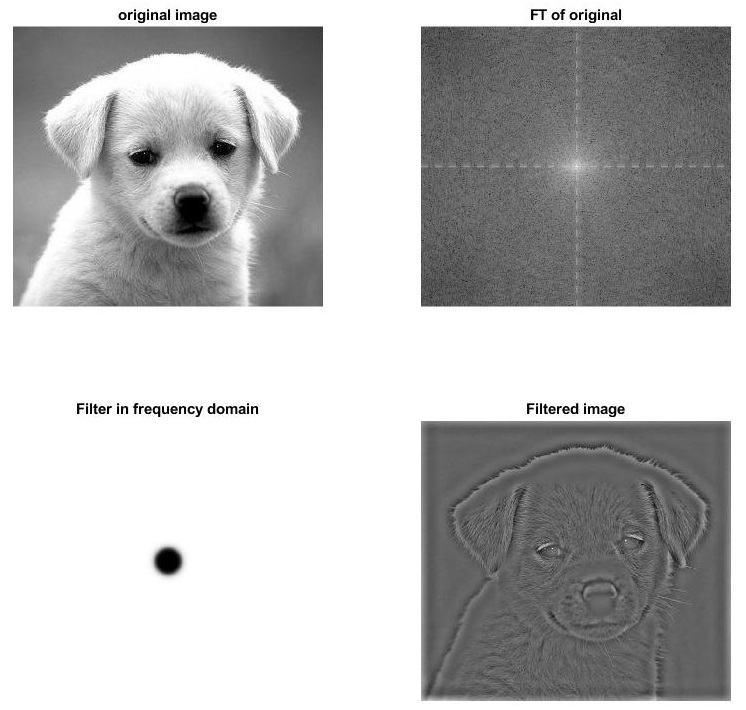 original image
FT of original
Filter in frequency domain
Filtered image